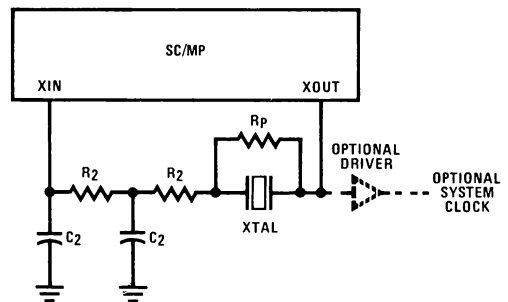 SC/MP
XIN
XOUT
RP
OPTIONAL
DRIVER
R2
R2
OPTIONAL
SYSTEM
CLOCK
XTAL
C2
C2